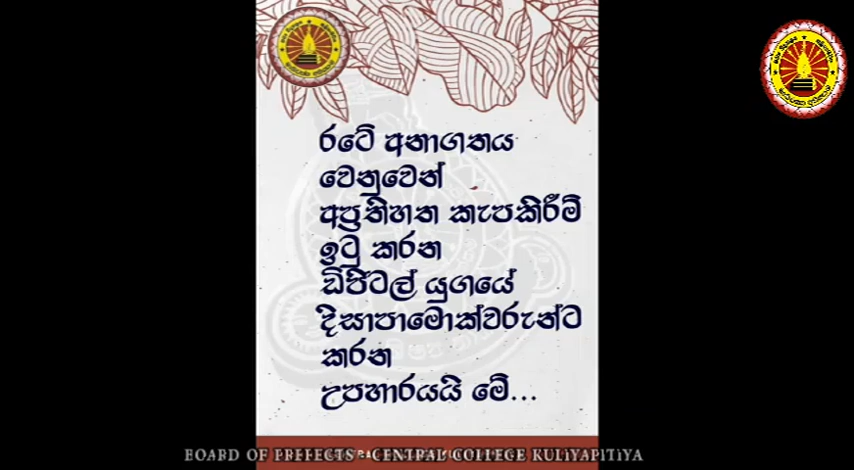 රටේ අනාගතය
වෙනුවෙන්
අප්‍රතිහත කැපකිරීම්
ඉටු කරන
ඩිජිටල් යුගයේ
දිසාපාමොක්වරුන්ට
කරන
උපහාරයයි මේ...
BOARD OF PREFECTS - CENTRAL COLLEGE KULIYAPITIYA